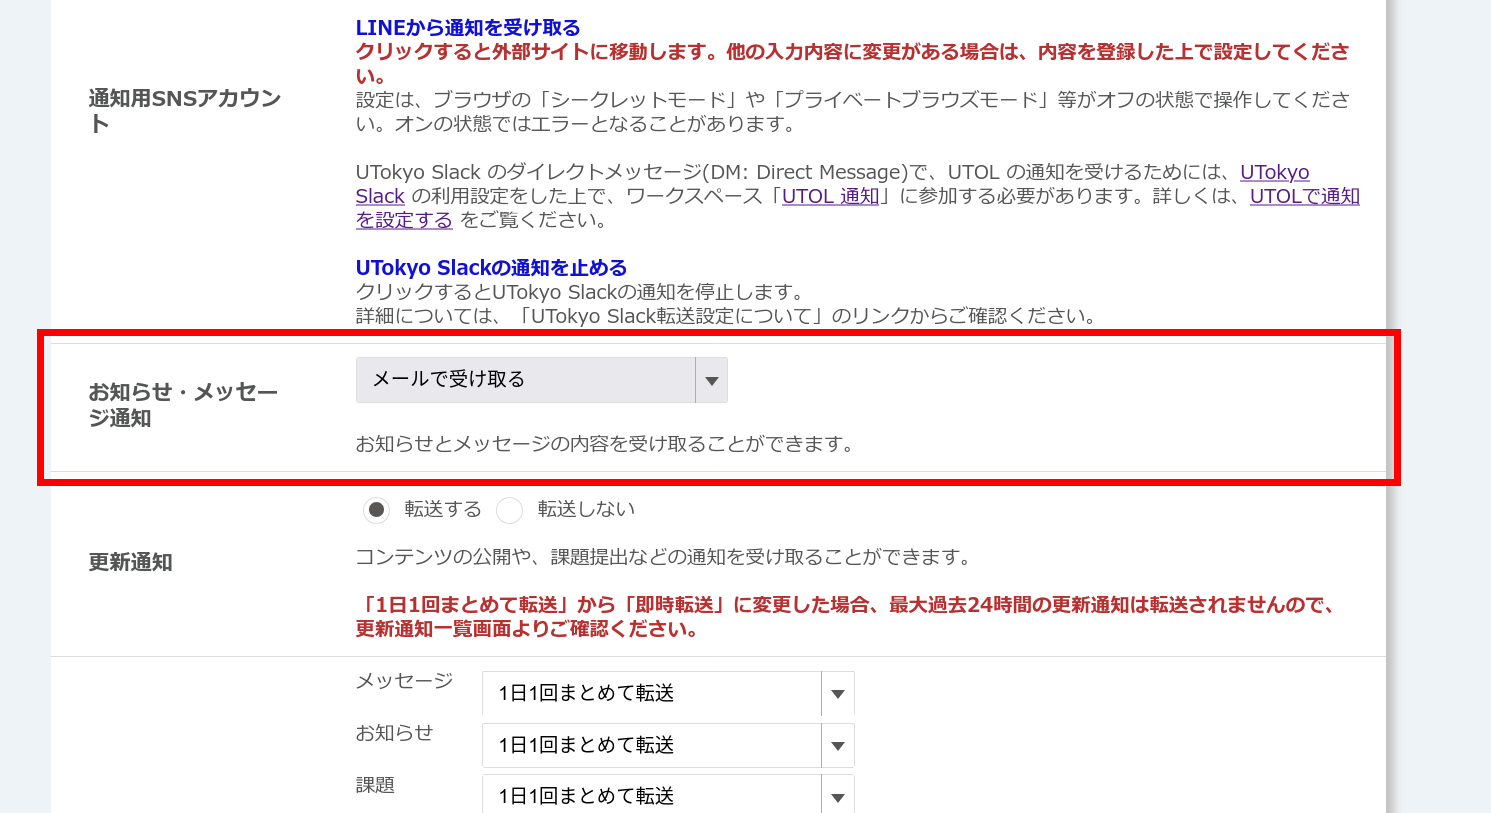 LINEから通知を受け取る
クリックすると外部サイトに移動します。他の入力内容に変更がある場合は、内容を登録した上で設定してくださ
い。
通知用SNSアカウン
ト
設定は、ブラウザの「シークレットモード」や「プライベートブラウズモード」等がオフの状態で操作してくださ
い。オンの状態ではエラーとなることがあります。
UTokyo Slack のダイレクトメッセージ(DM: Direct Message)で、UTOL の通知を受けるためには、UTokyo
Slack の利用設定をした上で、ワークスペース「UTOL 通知」に参加する必要があります。詳しくは、UTOLで通知
を設定する をご覧ください。
UTokyo Slackの通知を止める
クリックするとUTokyo Slackの通知を停止します。
詳細については、「UTokyo Slack転送設定について」のリンクからご確認ください。
お知らせ・メッセー
ジ通知
メールで受け取る
お知らせとメッセージの内容を受け取ることができます。
更新通知
転送する 転送しない
コンテンツの公開や、課題提出などの通知を受け取ることができます。
「1日1回まとめて転送」から「即時転送」に変更した場合、最大過去24時間の更新通知は転送されませんので、
更新通知一覧画面よりご確認ください。
メッセージ 1日1回まとめて転送
お知らせ 1日1回まとめて転送
課題 1日1回まとめて転送